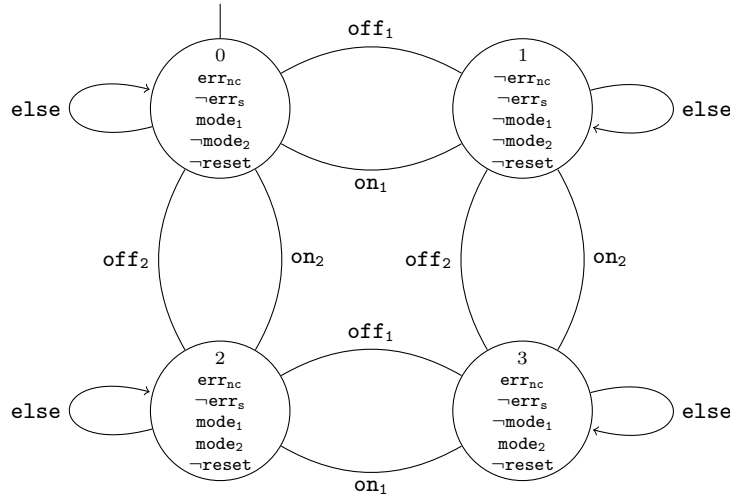 off₁
0
err_nc
¬err_s
mode₁
¬mode₂
¬reset
1
¬err_nc
¬err_s
¬mode₁
¬mode₂
¬reset
else
else
on₁
off₂
on₂
off₂
on₂
off₁
2
err_nc
¬err_s
mode₁
mode₂
¬reset
3
err_nc
¬err_s
¬mode₁
mode₂
¬reset
else
else
on₁